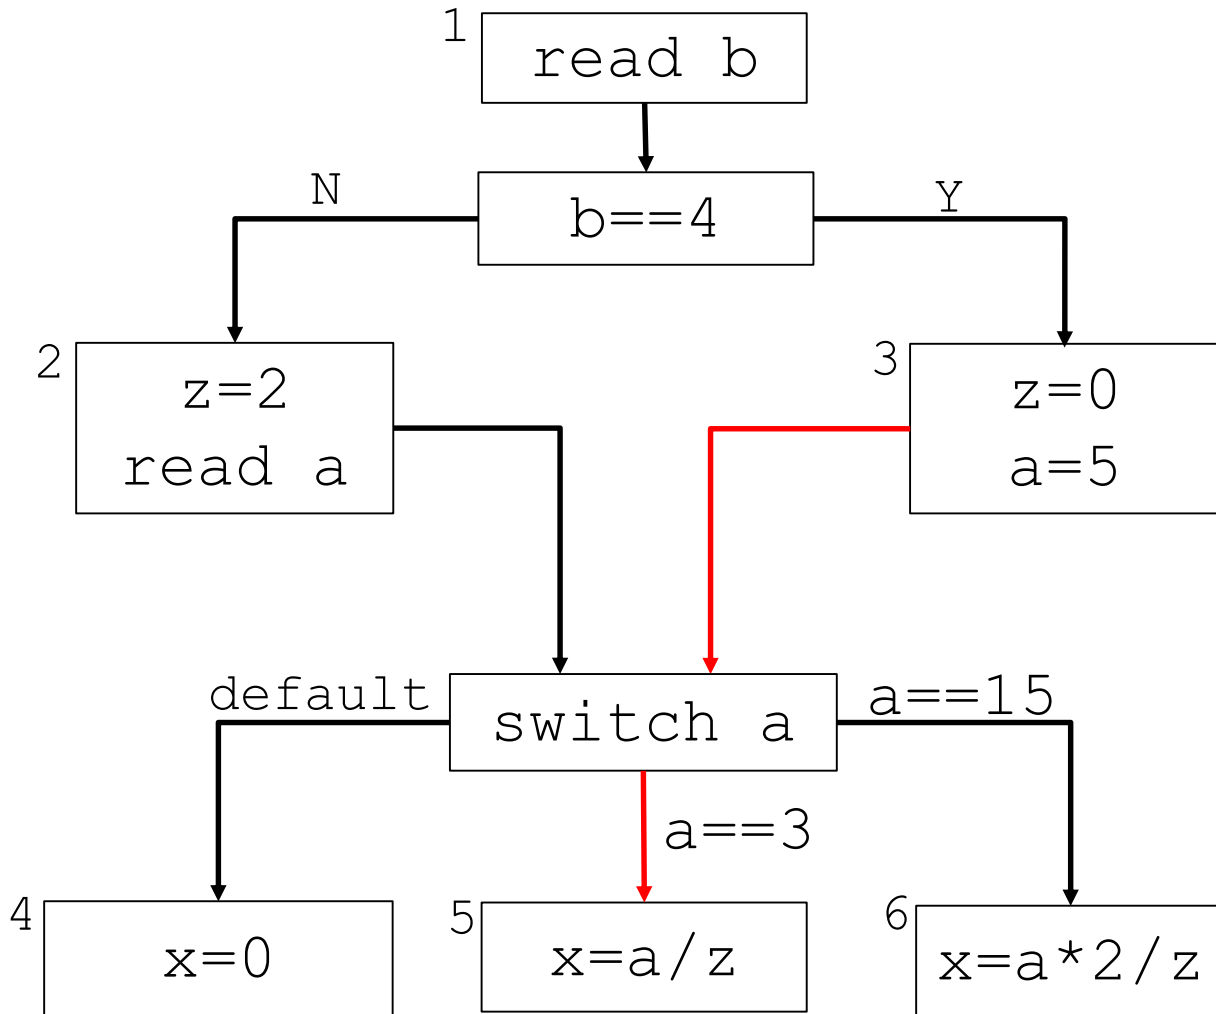 1
read b
N
b==4
Y
2
z=2
read a
3
z=0
a=5
default
switch a
a==15
a==3
4
x=0
5
x=a/z
6
x=a*2/z